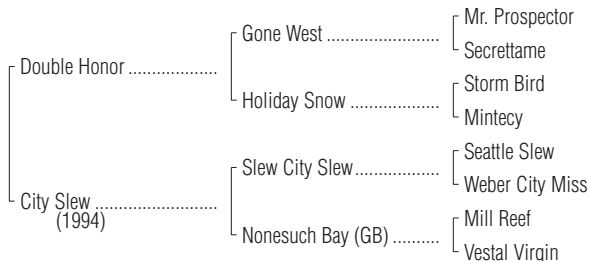 Mr. Prospector
Gone West ........................
Secrettame
Double Honor ...................
Storm Bird
Holiday Snow ...................
Mintecy
Seattle Slew
Slew City Slew..................
Weber City Miss
City Slew ..........................
(1994)
Mill Reef
Nonesuch Bay (GB) ..........
Vestal Virgin